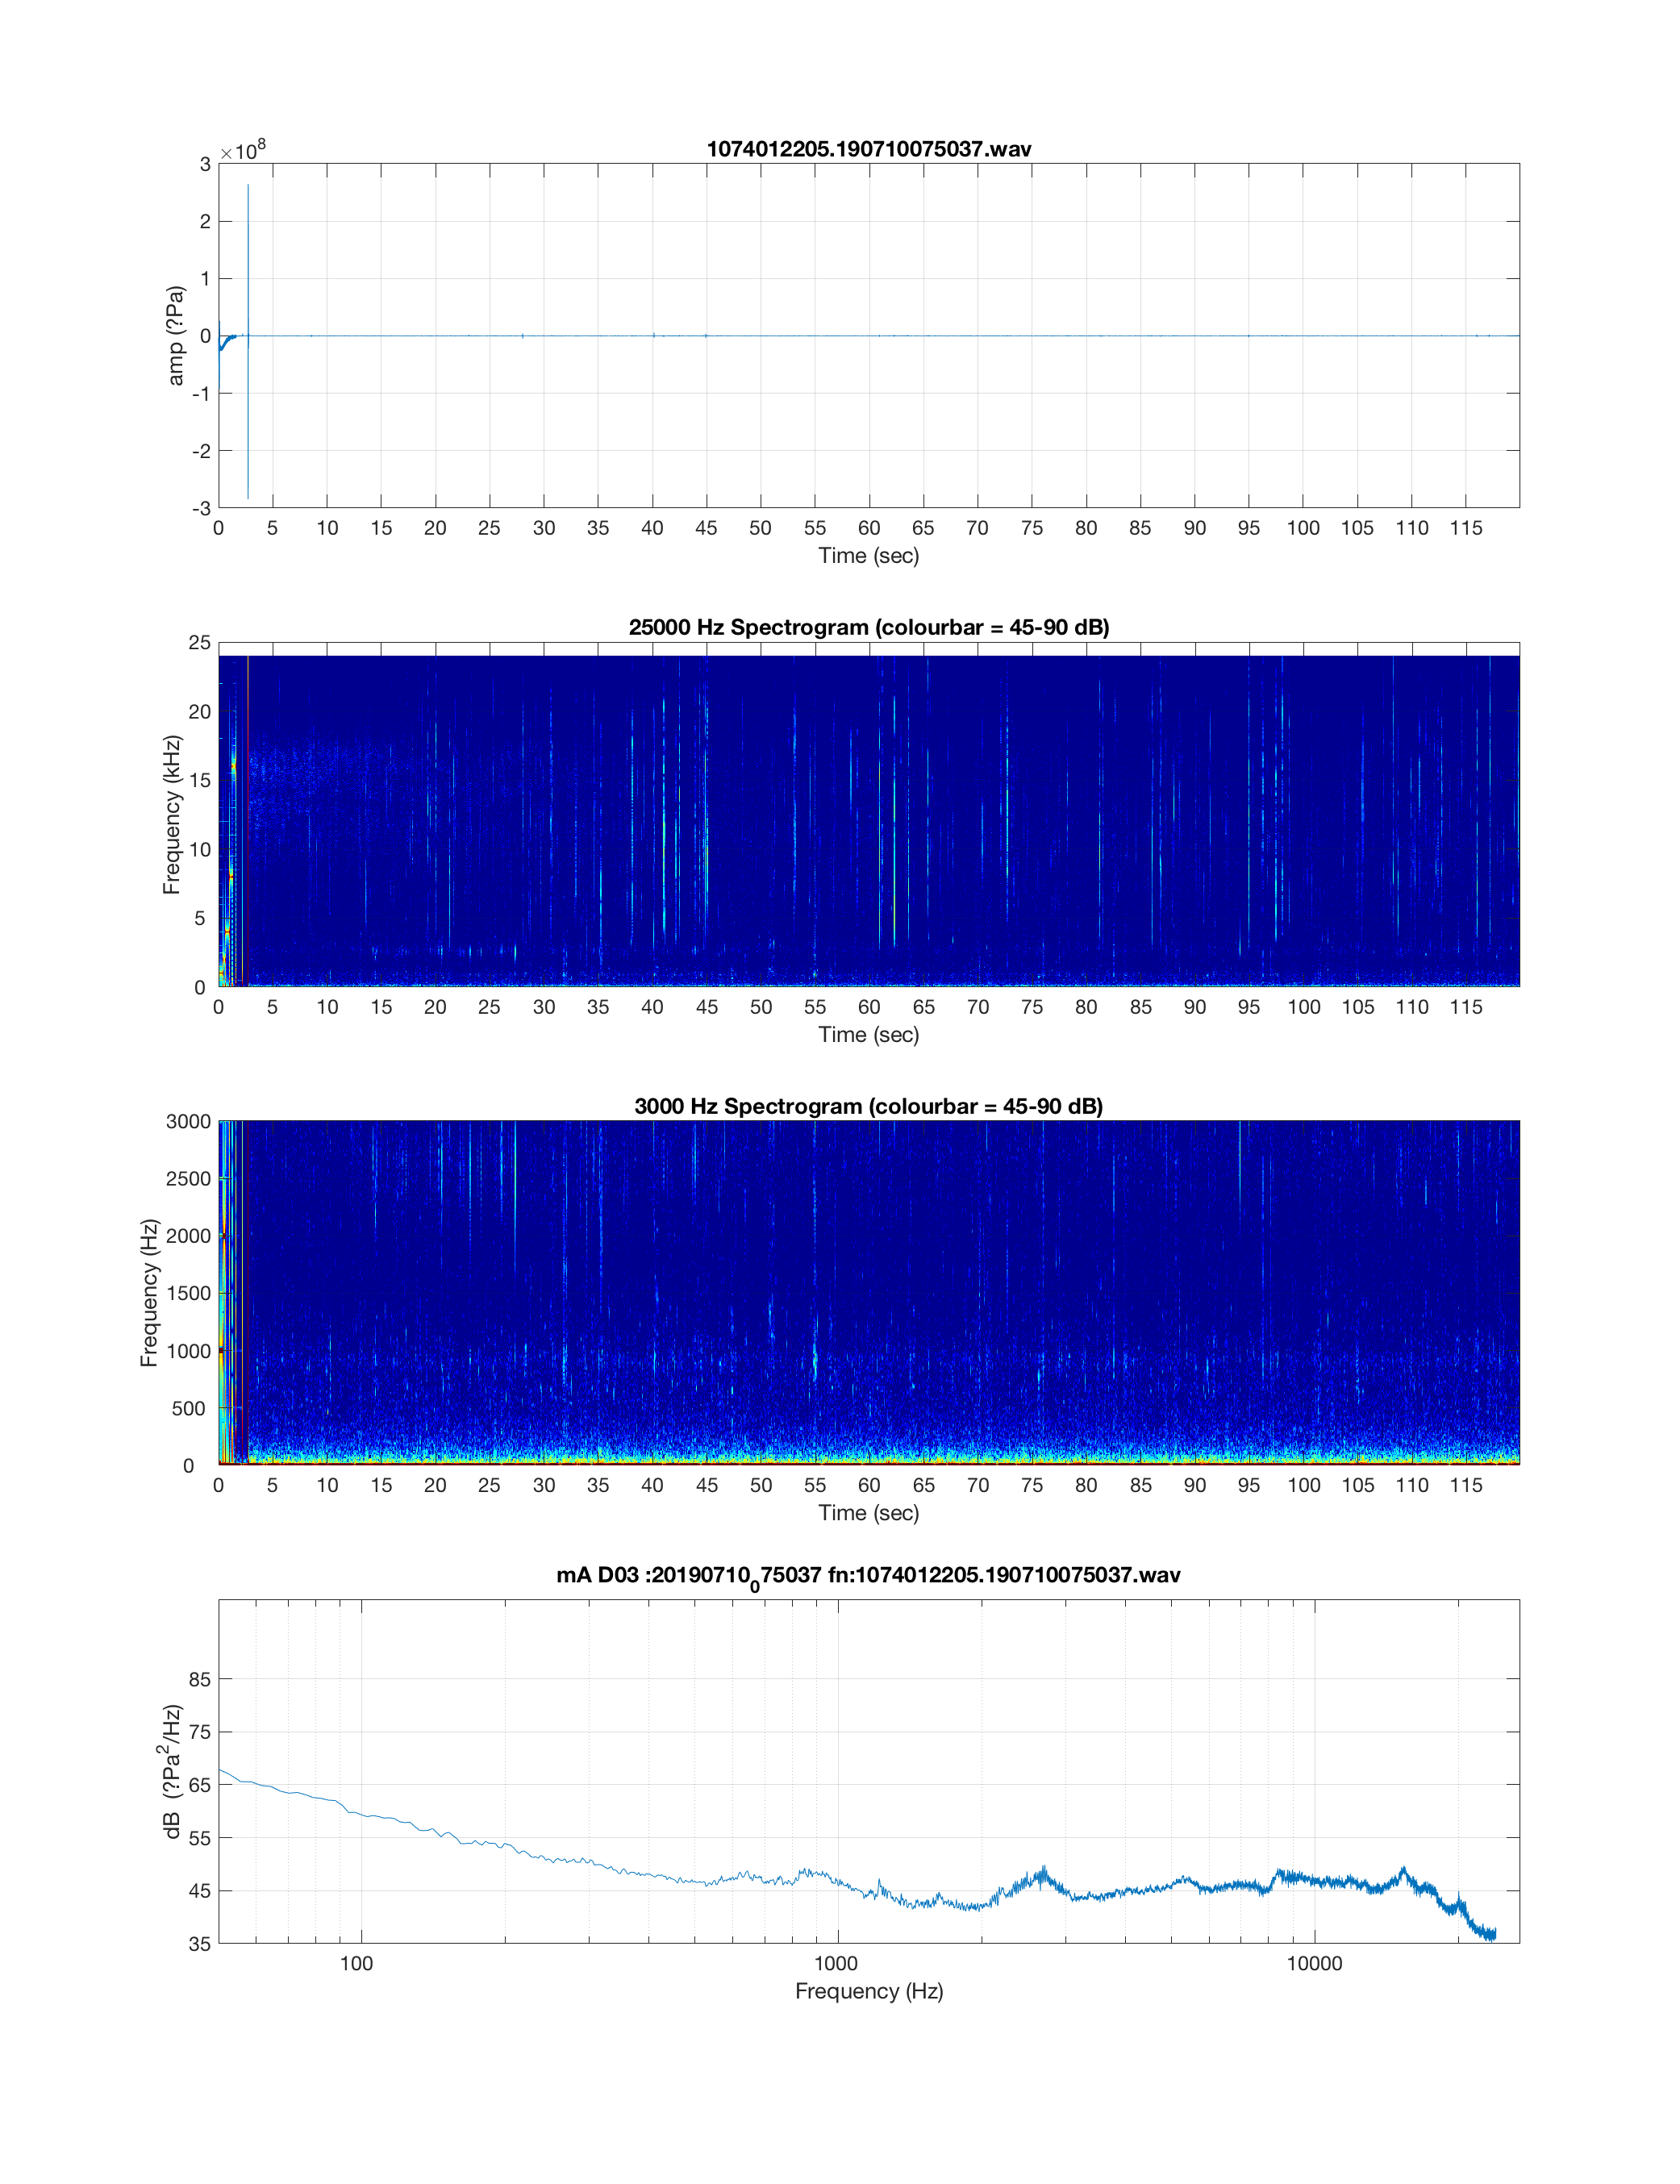 1074012205.190710075037.wav
×10^8
3
2
1
0
-1
-2
-3
amp (?Pa)
0 5 10 15 20 25 30 35 40 45 50 55 60 65 70 75 80 85 90 95 100 105 110 115
Time (sec)
25000 Hz Spectrogram (colourbar = 45-90 dB)
25
20
15
10
5
0
Frequency (kHz)
0 5 10 15 20 25 30 35 40 45 50 55 60 65 70 75 80 85 90 95 100 105 110 115
Time (sec)
3000 Hz Spectrogram (colourbar = 45-90 dB)
3000
2500
2000
1500
1000
500
0
Frequency (Hz)
0 5 10 15 20 25 30 35 40 45 50 55 60 65 70 75 80 85 90 95 100 105 110 115
Time (sec)
mA D03 :20190710_075037 fn:1074012205.190710075037.wav
85
75
65
55
45
35
dB (?Pa^2/Hz)
100 1000 10000
Frequency (Hz)